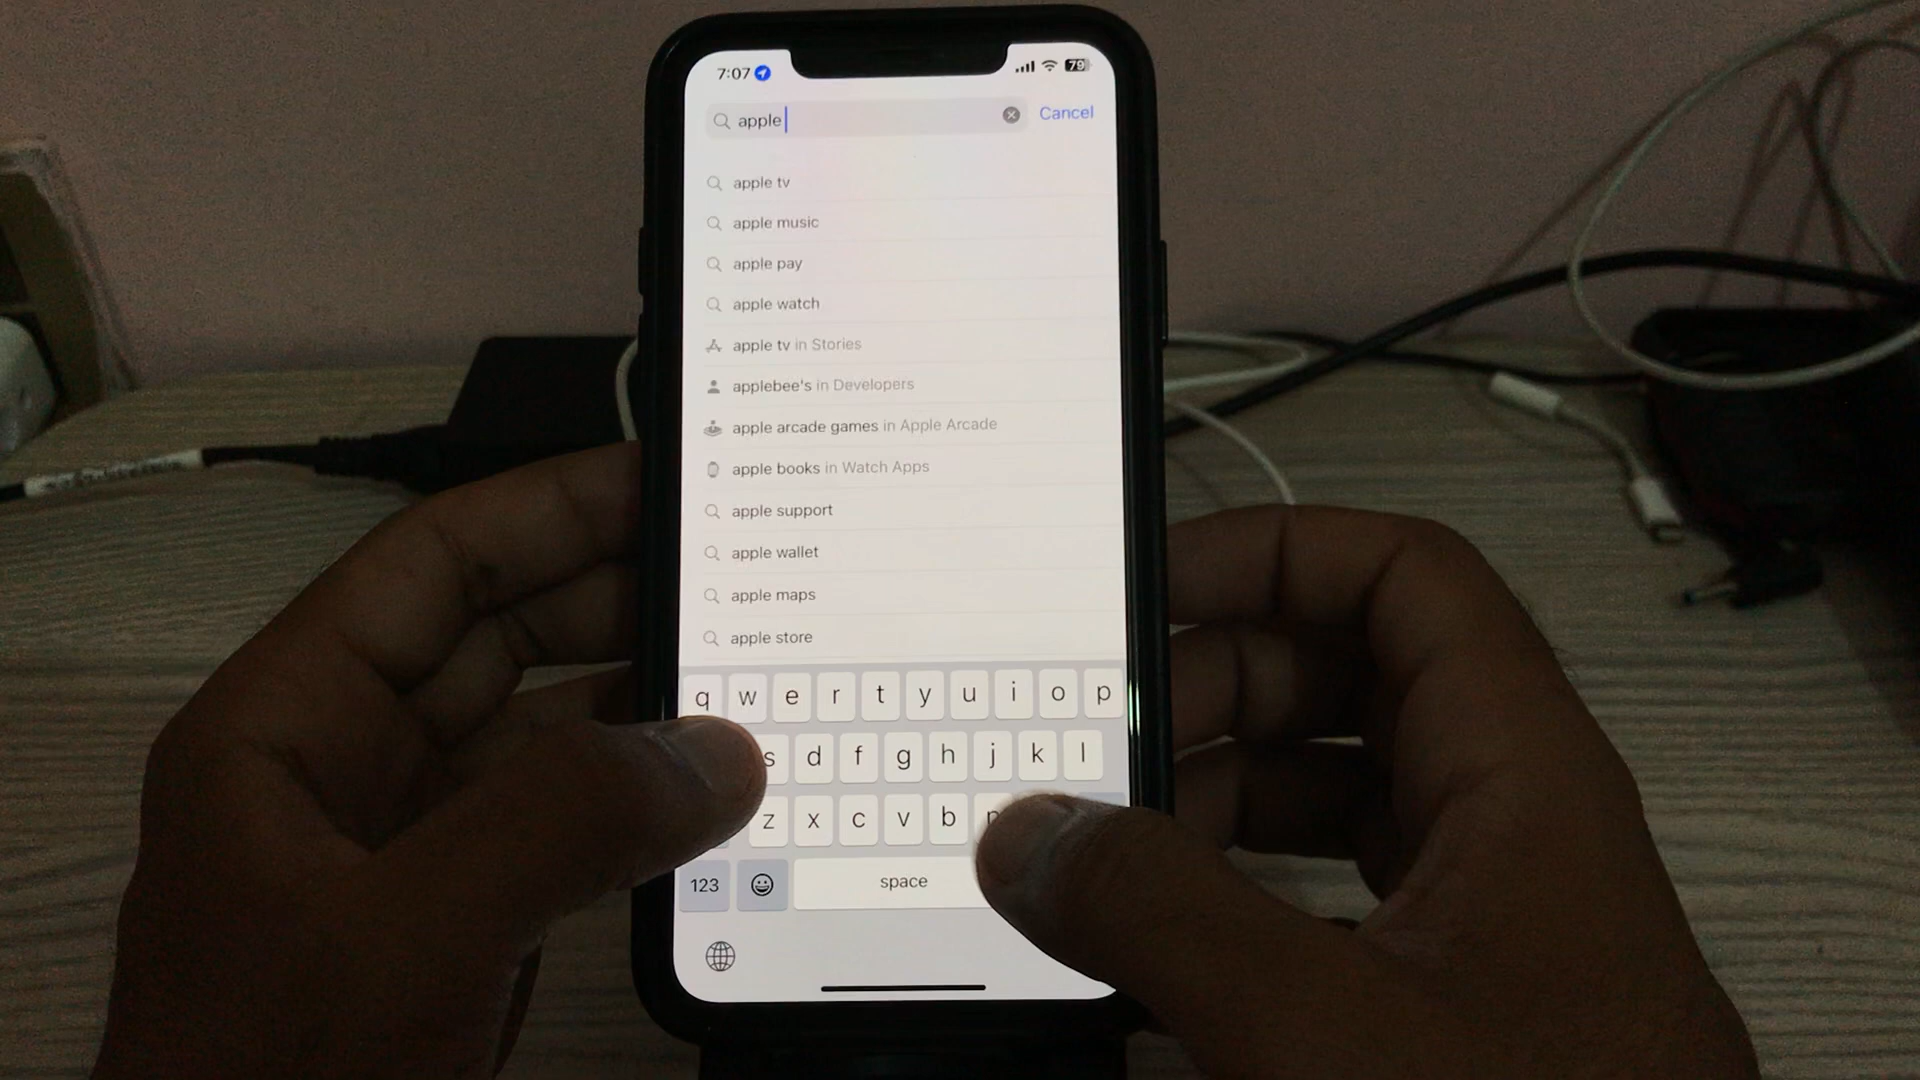 7:07 79
apple Cancel
apple tv
apple music
apple pay
apple watch
apple tv in Stories
applebee's in Developers
apple arcade games in Apple Arcade
apple books in Watch Apps
apple support
apple wallet
apple maps
apple store
q w e r t y u i o p
s d f g h j k l
z x c v b
123 space